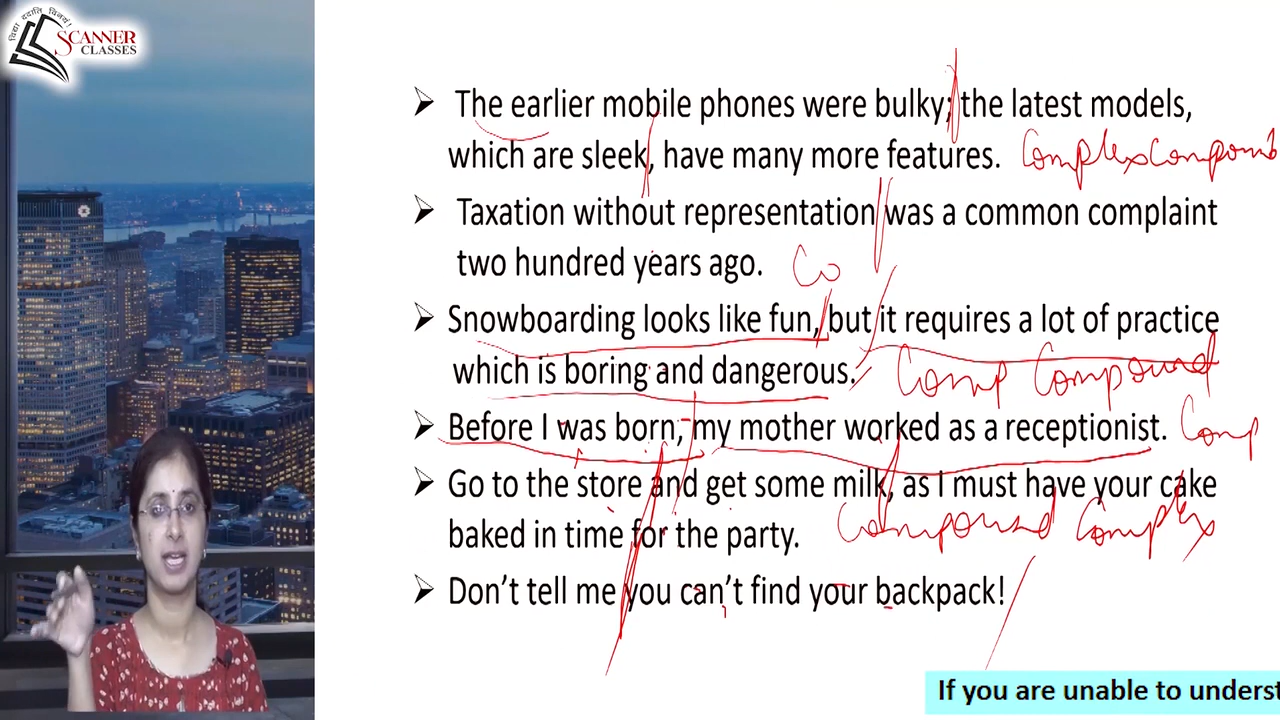 विद्या ददाति विनयं।
SCANNER
CLASSES
➢ The earlier mobile phones were bulky; the latest models,
which are sleek, have many more features. Complex Compound
➢ Taxation without representation was a common complaint
two hundred years ago. Co
➢ Snowboarding looks like fun, but it requires a lot of practice
which is boring and dangerous. Comp Compound
➢ Before I was born, my mother worked as a receptionist. Comp
➢ Go to the store and get some milk, as I must have your cake
baked in time for the party. Compound Complex
➢ Don't tell me you can't find your backpack!
If you are unable to underst